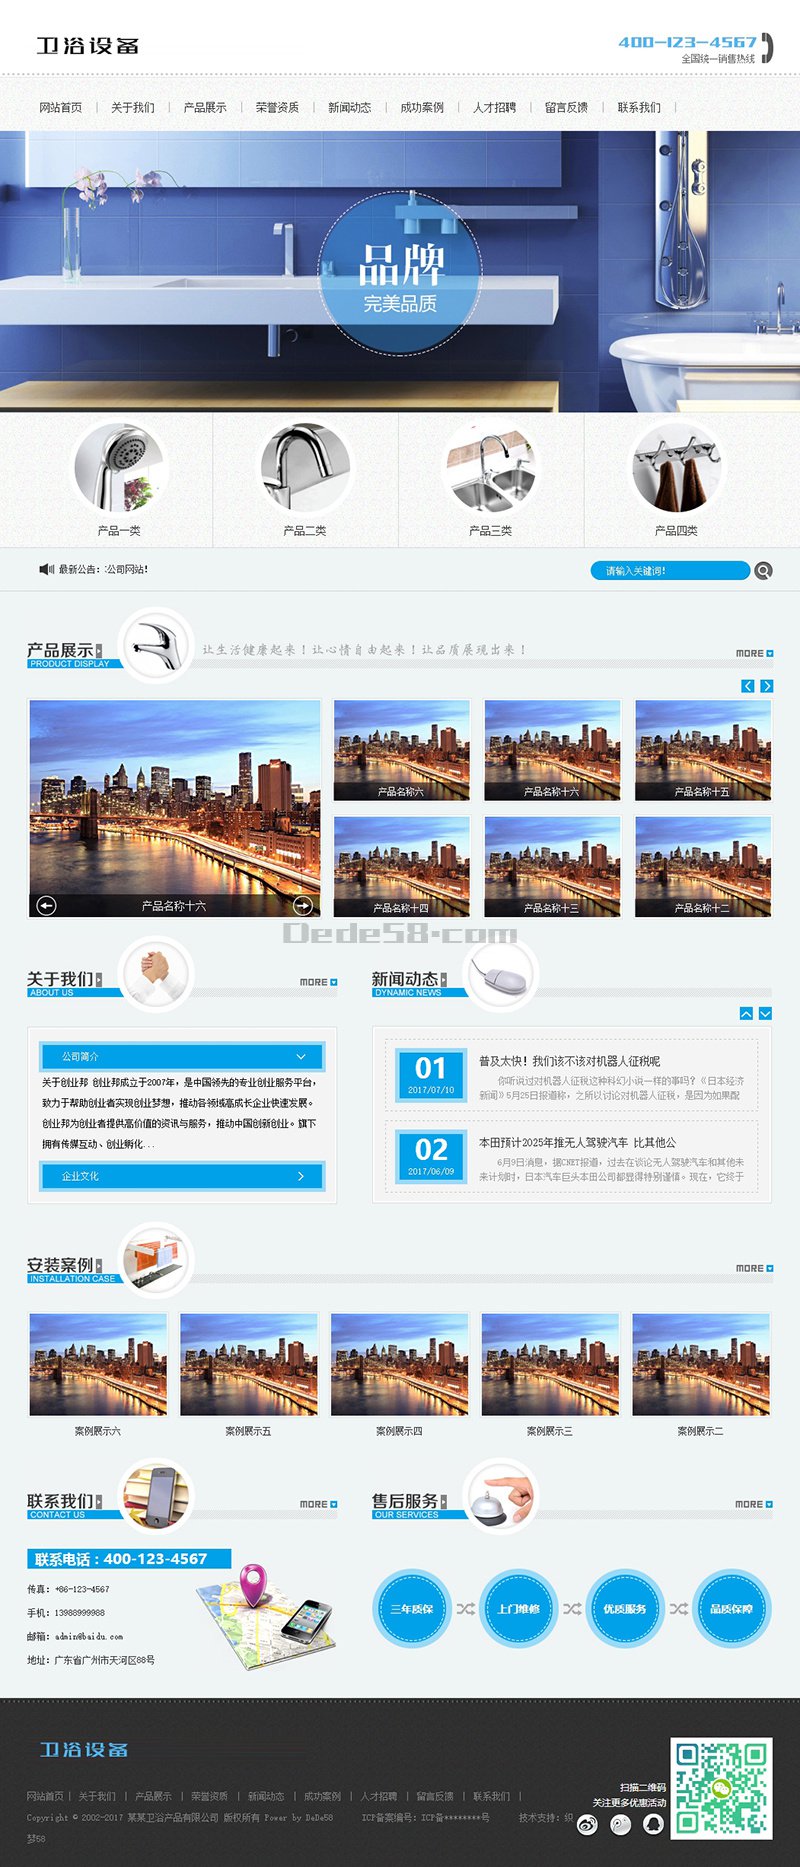 卫浴设备
400-123-4567
全国统一销售热线
网站首页 | 关于我们 | 产品展示 | 荣誉资质 | 新闻动态 | 成功案例 | 人才招聘 | 留言反馈 | 联系我们 |
品牌
完美品质
产品一类 产品二类 产品三类 产品四类
最新公告：:公司网站！
请输入关键词！
产品展示
PRODUCT DISPLAY
让生活健康起来！让心情自由起来！让品质展现出来！
MORE
产品名称十六
产品名称六 产品名称十六 产品名称十五
产品名称十四 产品名称十三 产品名称十二
Dede58.com
关于我们
ABOUT US
MORE
公司简介
关于创业邦 创业邦成立于2007年，是中国领先的专业创业服务平台，
致力于帮助创业者实现创业梦想，推动各领域高成长企业快速发展。
创业邦为创业者提供高价值的资讯与服务，推动中国创新创业。旗下
拥有传媒互动、创业孵化...
企业文化
新闻动态
DYNAMIC NEWS
01
2017/07/10
普及太快！我们该不该对机器人征税呢
你听说过对机器人征税这种科幻小说一样的事吗？《日本经济
新闻》5月25日报道称，之所以讨论对机器人征税，是因为如果配
02
2017/06/09
本田预计2025年推无人驾驶汽车 比其他公
6月9日消息，据CNET报道，过去在谈论无人驾驶汽车和其他未
来计划时，日本汽车巨头本田公司都显得特别谨慎。现在，它终于
安装案例
INSTALLATION CASE
MORE
案例展示六 案例展示五 案例展示四 案例展示三 案例展示二
联系我们
CONTACT US
MORE
联系电话：400-123-4567
传真：+86-123-4567
手机：13988999988
邮箱：admin@baidu.com
地址：广东省广州市天河区88号
售后服务
OUR SERVICES
MORE
三年质保 上门维修 优质服务 品质保障
卫浴设备
网站首页 | 关于我们 | 产品展示 | 荣誉资质 | 新闻动态 | 成功案例 | 人才招聘 | 留言反馈 | 联系我们 |
Copyright © 2002-2017 某某卫浴产品有限公司 版权所有 Power by DeDe58 ICP备案编号：ICP备********号 技术支持：织
梦58
扫描二维码
关注更多优惠活动